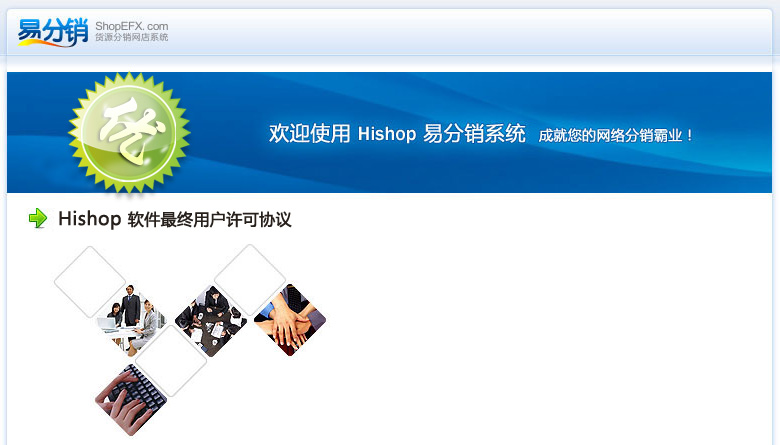 易分销
ShopEFX.com
货源分销网店系统
优
欢迎使用 Hishop 易分销系统 成就您的网络分销霸业！
Hishop 软件最终用户许可协议